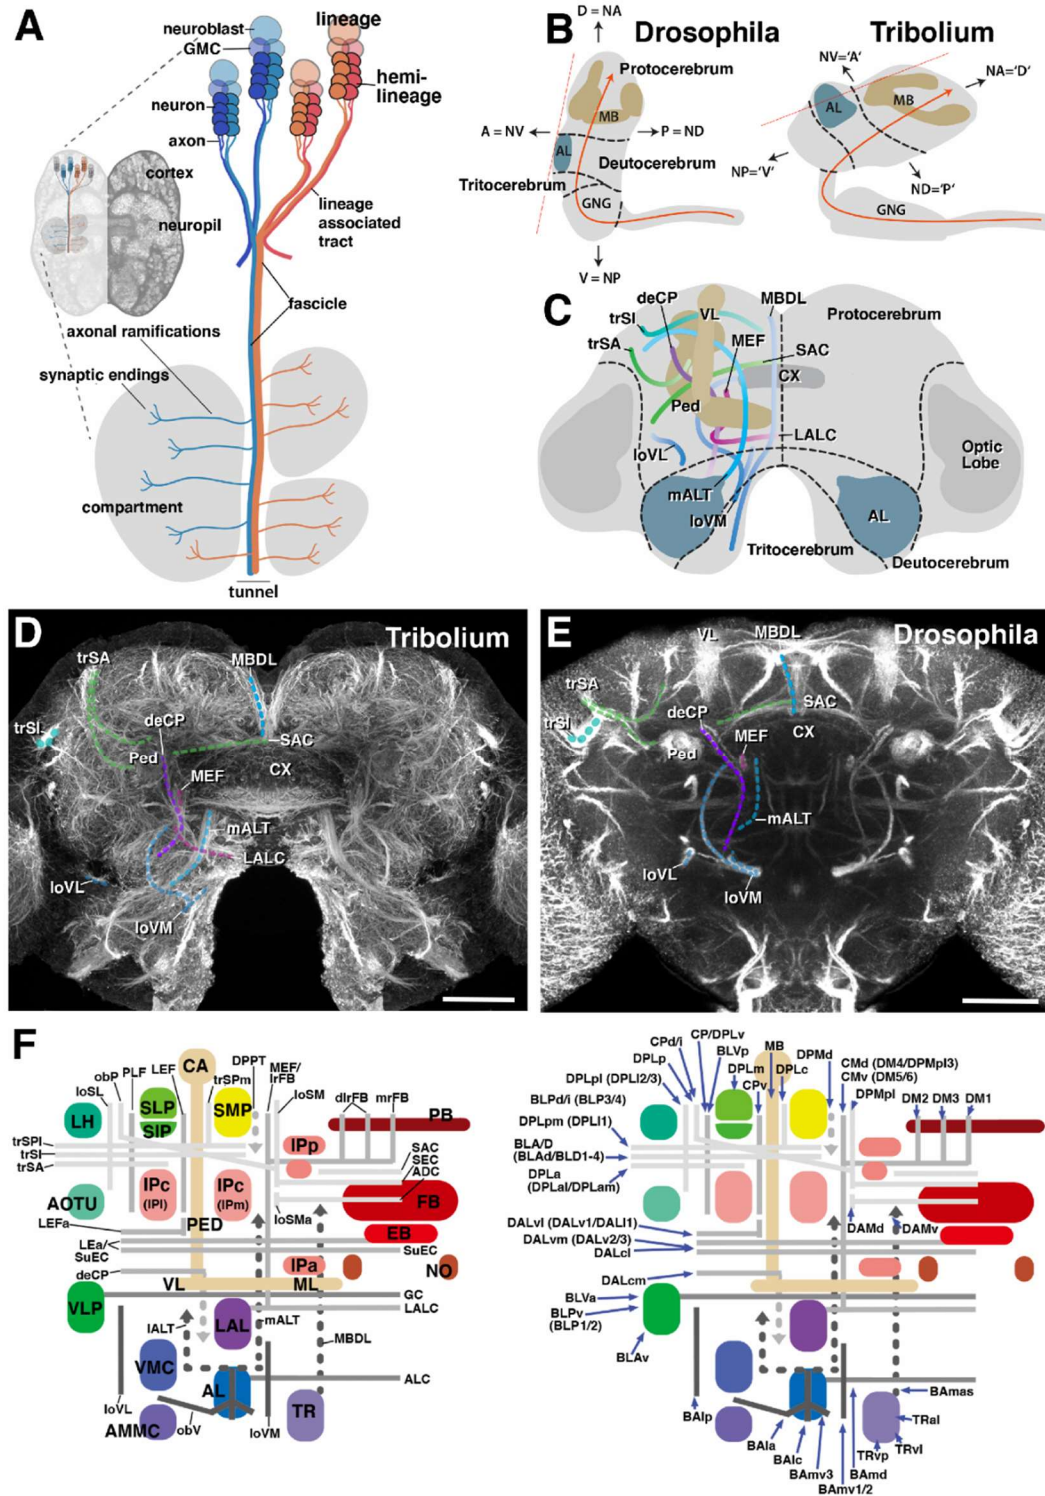 A
neuroblast
GMC
lineage
hemi-
lineage
neuron
axon
cortex
neuropil
lineage
associated
tract
fascicle
axonal ramifications
synaptic endings
compartment
tunnel
B
D = NA
Drosophila
Protocerebrum
MB
A = NV
P = ND
AL
Deutocerebrum
Tritocerebrum
GNG
V = NP
Tribolium
NV='A'
NA='D'
AL
MB
NP='V'
ND='P'
GNG
C
deCP
VL
MBDL
Protocerebrum
trSI
trSA
MEF
SAC
CX
Ped
LALC
loVL
mALT
loVM
Optic
Lobe
AL
Tritocerebrum
Deutocerebrum
D
Tribolium
trSA
MBDL
trSI
deCP
SAC
Ped
CX
MEF
mALT
LALC
loVL
loVM
E
VL
MBDL
Drosophila
trSA
SAC
trSI
deCP
CX
Ped
MEF
mALT
loVL
loVM
F
CA
DPPT
MEF/
IrFB
obP
PLF
LEF
trSPm
loSM
loSL
SLP
SMP
dlrFB
mrFB
LH
SIP
PB
trSPl
trSI
trSA
IPp
SAC
SEC
ADC
AOTU
IPc
(IPl)
IPc
(IPm)
FB
LEFa
PED
loSMa
EB
LEa/
SuEC
SuEC
deCP
IPa
NO
VL
ML
VLP
GC
LALC
lALT
LAL
mALT
MBDL
VMC
AL
ALC
loVL
TR
AMMC
obV
loVM
CP/DPLv
CPd/i
BLVp
MB
DPMd
DPLp
DPLm
DPLc
CMd (DM4/DPMpl3)
CMv (DM5/6)
DPLpl (DPLl2/3)
CPv
DPMpl
BLPd/i (BLP3/4)
DM2
DM3
DM1
DPLpm (DPLl1)
BLA/D
(BLAd/BLD1-4)
DPLa
(DPLal/DPLam)
DALvl (DALv1/DALl1)
DAMd
DAMv
DALvm (DALv2/3)
DALcl
DALcm
BLVa
BLPv
(BLP1/2)
BLAv
BAmas
BAlp
TRal
BAla
TRvl
BAlc
TRvp
BAmv3
BAmd
BAmv1/2